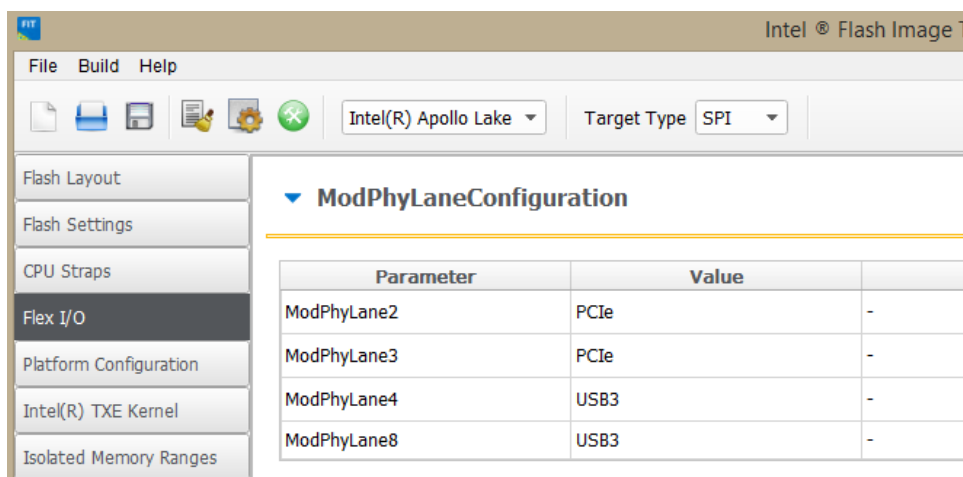 FIT
Intel ® Flash Image
File Build Help
Intel(R) Apollo Lake Target Type SPI
Flash Layout
Flash Settings
CPU Straps
Flex I/O
Platform Configuration
Intel(R) TXE Kernel
Isolated Memory Ranges
ModPhyLaneConfiguration
Parameter Value
ModPhyLane2 PCIe -
ModPhyLane3 PCIe -
ModPhyLane4 USB3 -
ModPhyLane8 USB3 -